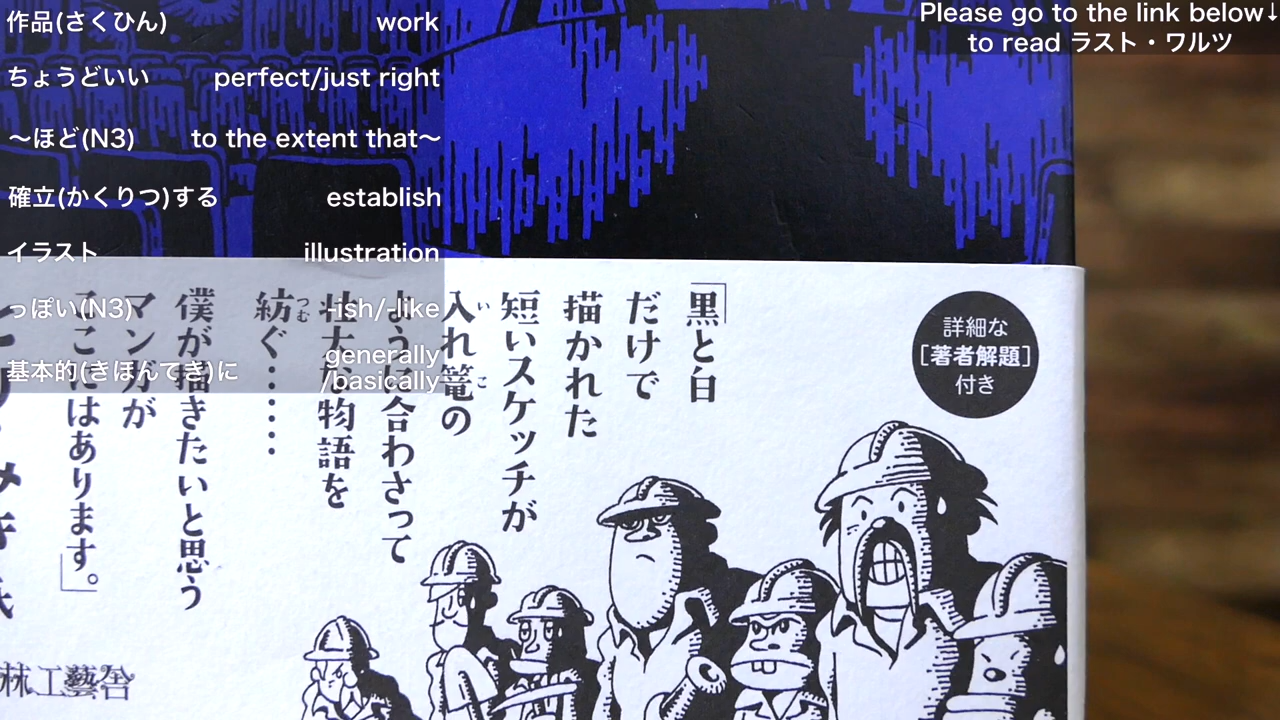 作品(さくひん) work
ちょうどいい perfect/just right
～ほど(N3) to the extent that～
確立(かくりつ)する establish
イラスト illustration
っぽい(N3) -ish/-like
基本的(きほんてき)に generally
/basically
Please go to the link below↓
to read ラスト・ワルツ
詳細な
[著者解題]
付き
「黒と白
だけで
描かれた
短いスケッチが
入れ篭の
ように合わさって
壮大な物語を
紡ぐ……
僕が描きたいと思う
マンガが
ここにはあります。」
林工藝舎